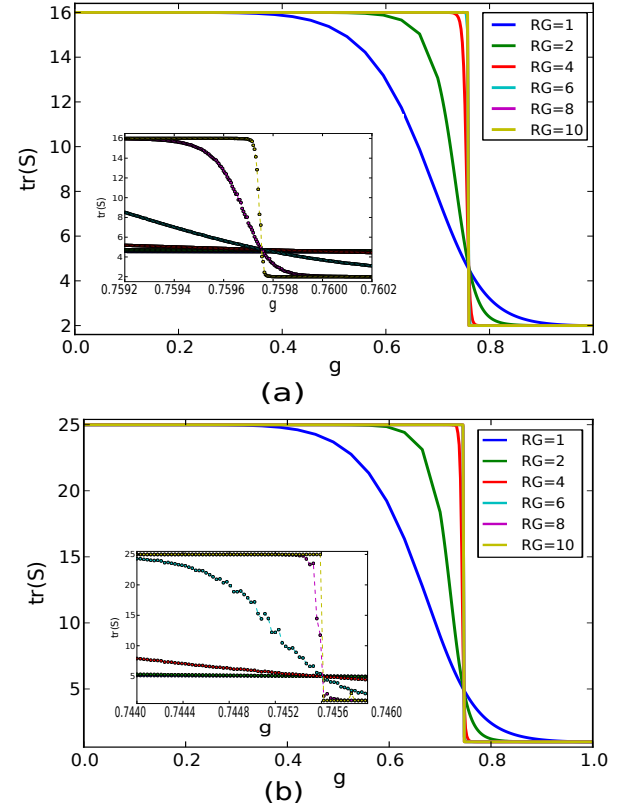 16
14
12
10
8
6
4
2
tr(S)
RG=1
RG=2
RG=4
RG=6
RG=8
RG=10
16
14
12
10
8
6
4
2
tr(S)
0.7592
0.7594
0.7596
0.7598
0.7600
0.7602
g
0.0
0.2
0.4
0.6
0.8
1.0
g
(a)
25
20
15
10
5
tr(S)
RG=1
RG=2
RG=4
RG=6
RG=8
RG=10
25
20
15
10
5
tr(S)
0.7440
0.7444
0.7448
0.7452
0.7456
0.7460
g
0.0
0.2
0.4
0.6
0.8
1.0
g
(b)